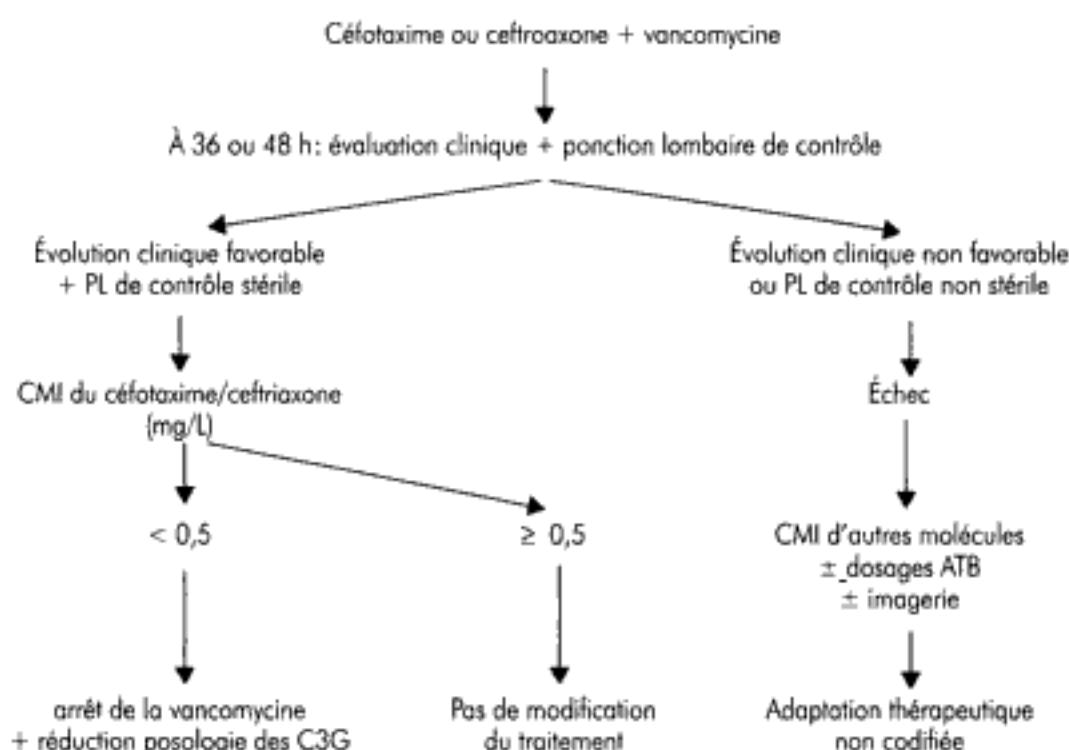 Céfotaxime ou ceftroaxone + vancomycine
À 36 ou 48 h : évaluation clinique + ponction lombaire de contrôle
Évolution clinique favorable
+ PL de contrôle stérile
Évolution clinique non favorable
ou PL de contrôle non stérile
CMI du céfotaxime/ceftriaxone
(mg/L)
Échec
< 0,5
≥ 0,5
CMI d'autres molécules
± dosages ATB
± imagerie
arrêt de la vancomycine
+ réduction posologie des C3G
Pas de modification
du traitement
Adaptation thérapeutique
non codifiée